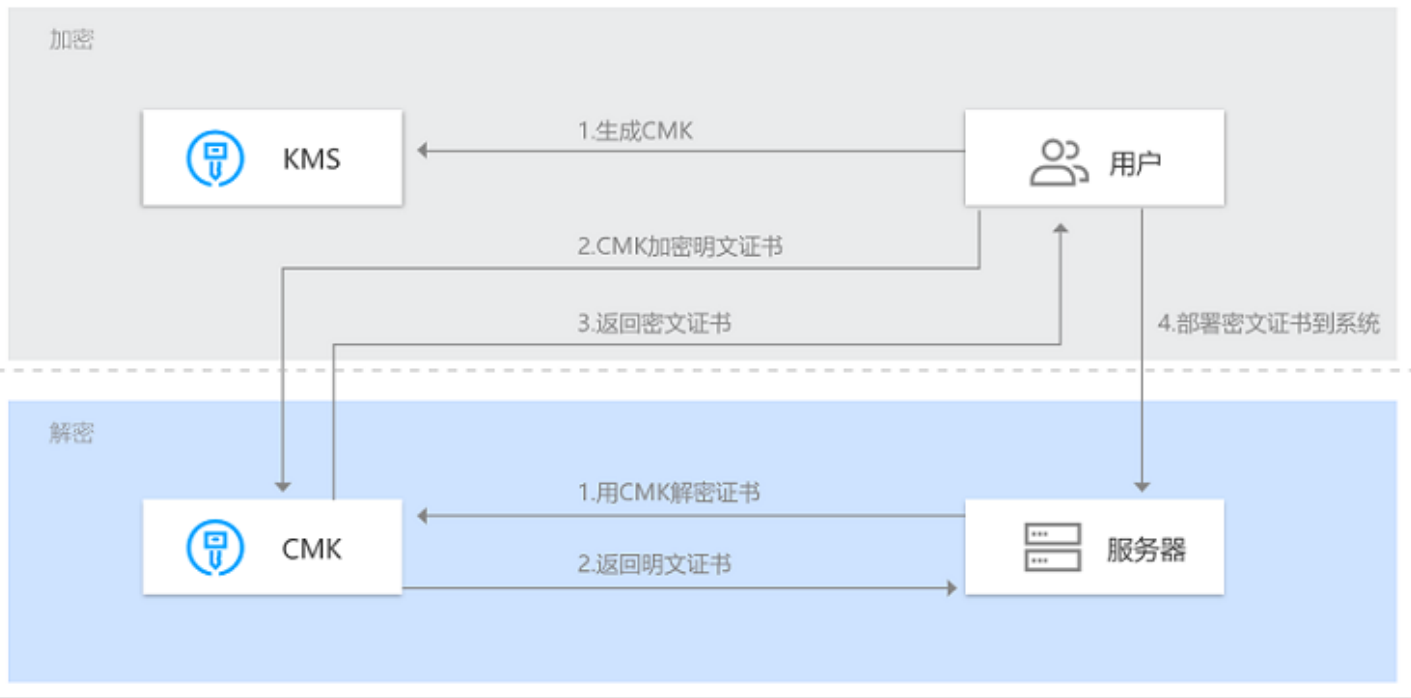 加密
1.生成CMK
KMS
用户
2.CMK加密明文证书
3.返回密文证书
4.部署密文证书到系统
解密
1.用CMK解密证书
CMK
服务器
2.返回明文证书